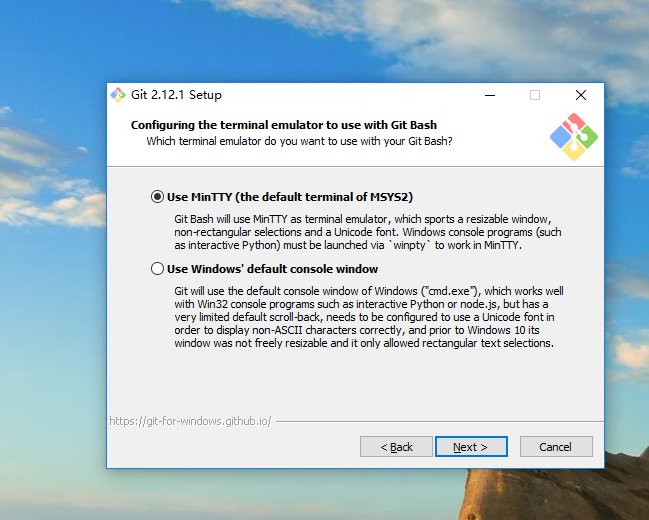 Git 2.12.1 Setup
Configuring the terminal emulator to use with Git Bash
Which terminal emulator do you want to use with your Git Bash?
Use MinTTY (the default terminal of MSYS2)
Git Bash will use MinTTY as terminal emulator, which sports a resizable window,
non-rectangular selections and a Unicode font. Windows console programs (such
as interactive Python) must be launched via `winpty` to work in MinTTY.
Use Windows' default console window
Git will use the default console window of Windows ("cmd.exe"), which works well
with Win32 console programs such as interactive Python or node.js, but has a
very limited default scroll-back, needs to be configured to use a Unicode font in
order to display non-ASCII characters correctly, and prior to Windows 10 its
window was not freely resizable and it only allowed rectangular text selections.
https://git-for-windows.github.io/
< Back
Next >
Cancel